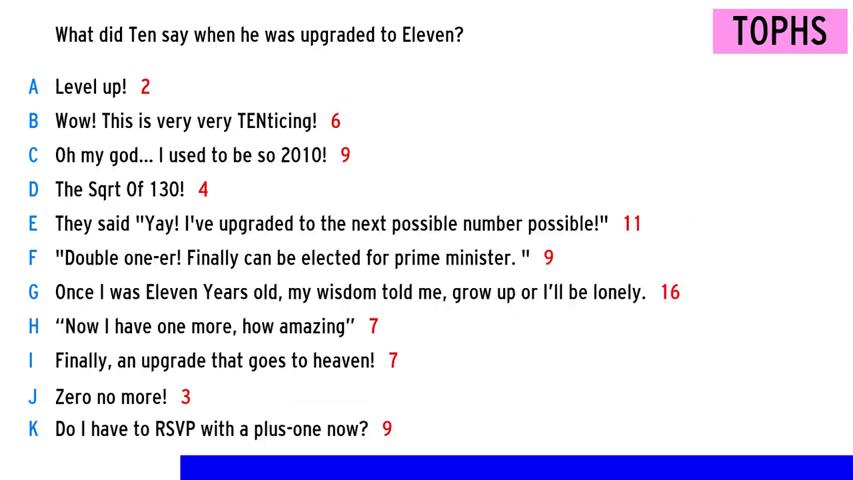 What did Ten say when he was upgraded to Eleven?
TOPHS
A Level up! 2
B Wow! This is very very TENticing! 6
C Oh my god... I used to be so 2010! 9
D The Sqrt Of 130! 4
E They said "Yay! I've upgraded to the next possible number possible!" 11
F "Double one-er! Finally can be elected for prime minister. " 9
G Once I was Eleven Years old, my wisdom told me, grow up or I’ll be lonely. 16
H “Now I have one more, how amazing” 7
I Finally, an upgrade that goes to heaven! 7
J Zero no more! 3
K Do I have to RSVP with a plus-one now? 9